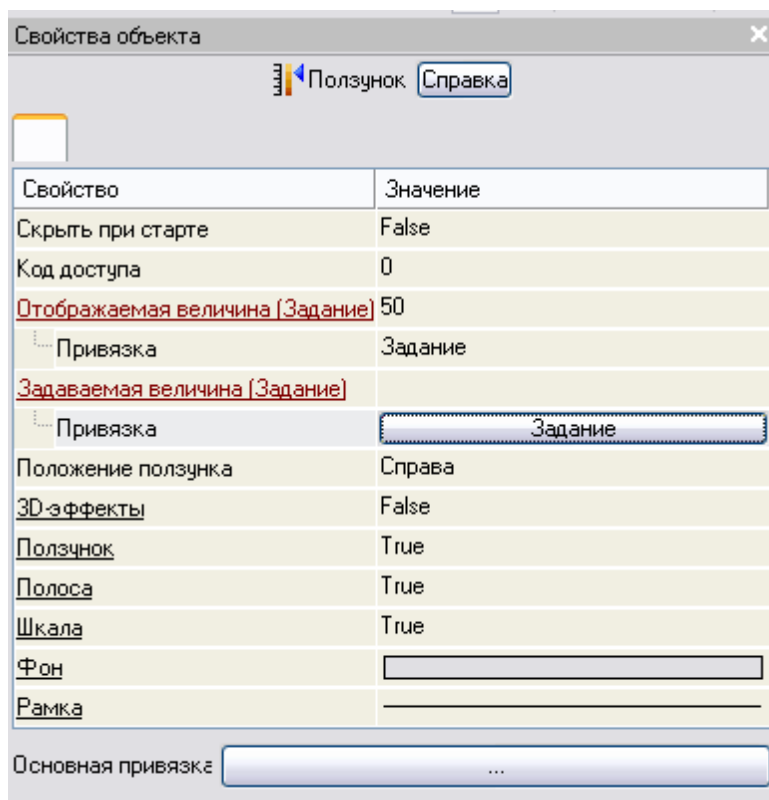 Свойства объекта
Ползунок Справка
Свойство Значение
Скрыть при старте False
Код доступа 0
Отображаемая величина (Задание) 50
Привязка Задание
Задаваемая величина (Задание)
Привязка Задание
Положение ползунка Справа
3D-эффекты False
Ползунок True
Полоса True
Шкала True
Фон
Рамка
Основная привязка ...